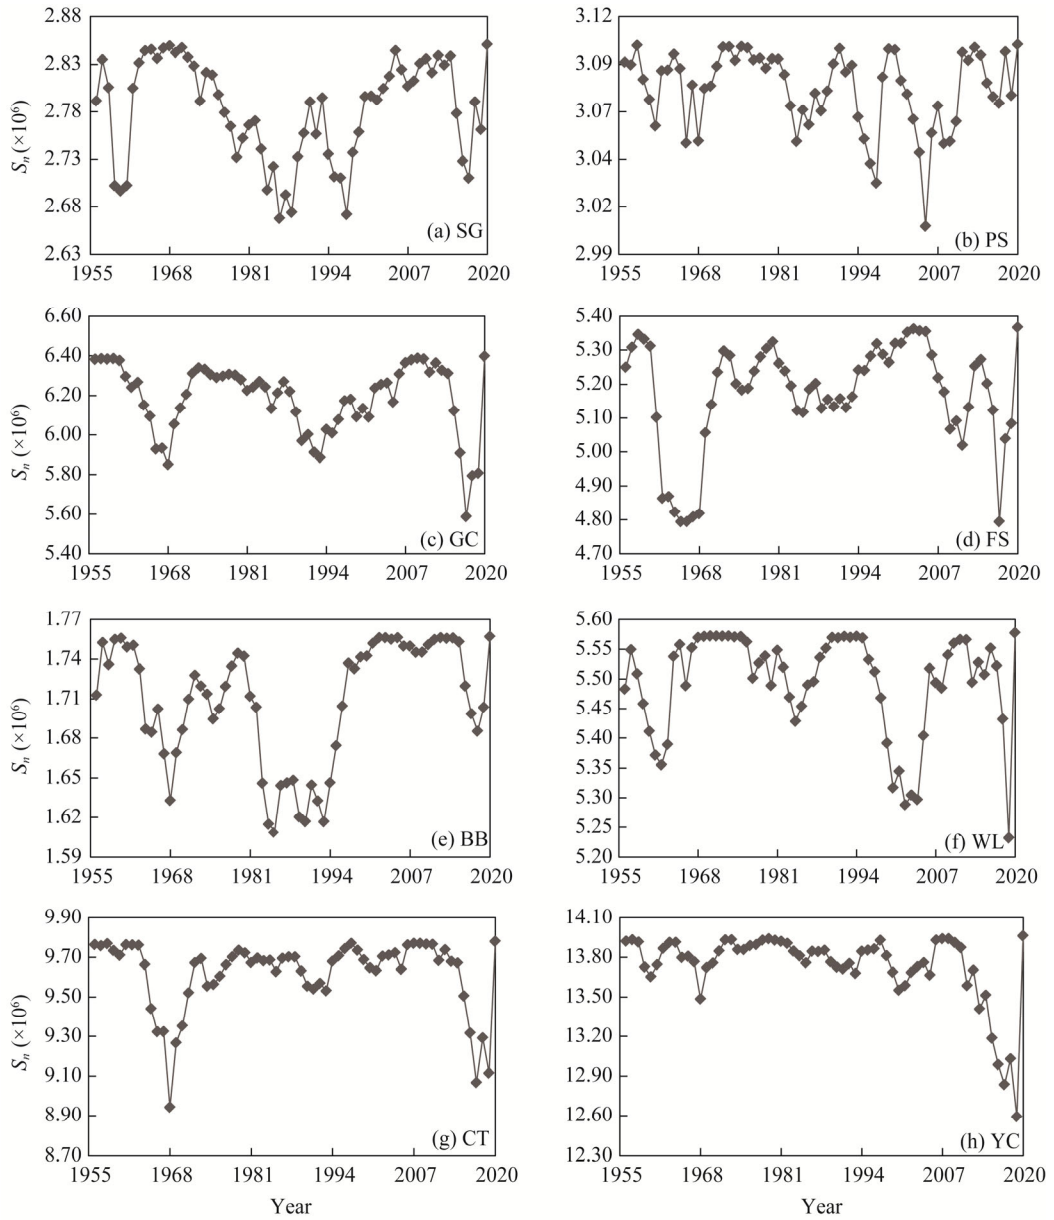 2.88
2.83
2.78
2.73
2.68
2.63
Sₙ (×10⁶)
(a) SG
1955 1968 1981 1994 2007 2020
3.12
3.09
3.07
3.04
3.02
2.99
(b) PS
1955 1968 1981 1994 2007 2020
6.60
6.40
6.20
6.00
5.80
5.60
5.40
Sₙ (×10⁶)
(c) GC
1955 1968 1981 1994 2007 2020
5.40
5.30
5.20
5.10
5.00
4.90
4.80
4.70
(d) FS
1955 1968 1981 1994 2007 2020
1.77
1.74
1.71
1.68
1.65
1.62
1.59
Sₙ (×10⁶)
(e) BB
1955 1968 1981 1994 2007 2020
5.60
5.55
5.50
5.45
5.40
5.35
5.30
5.25
5.20
(f) WL
1955 1968 1981 1994 2007 2020
9.90
9.70
9.50
9.30
9.10
8.90
8.70
Sₙ (×10⁶)
(g) CT
1955 1968 1981 1994 2007 2020
Year
14.10
13.80
13.50
13.20
12.90
12.60
12.30
(h) YC
1955 1968 1981 1994 2007 2020
Year